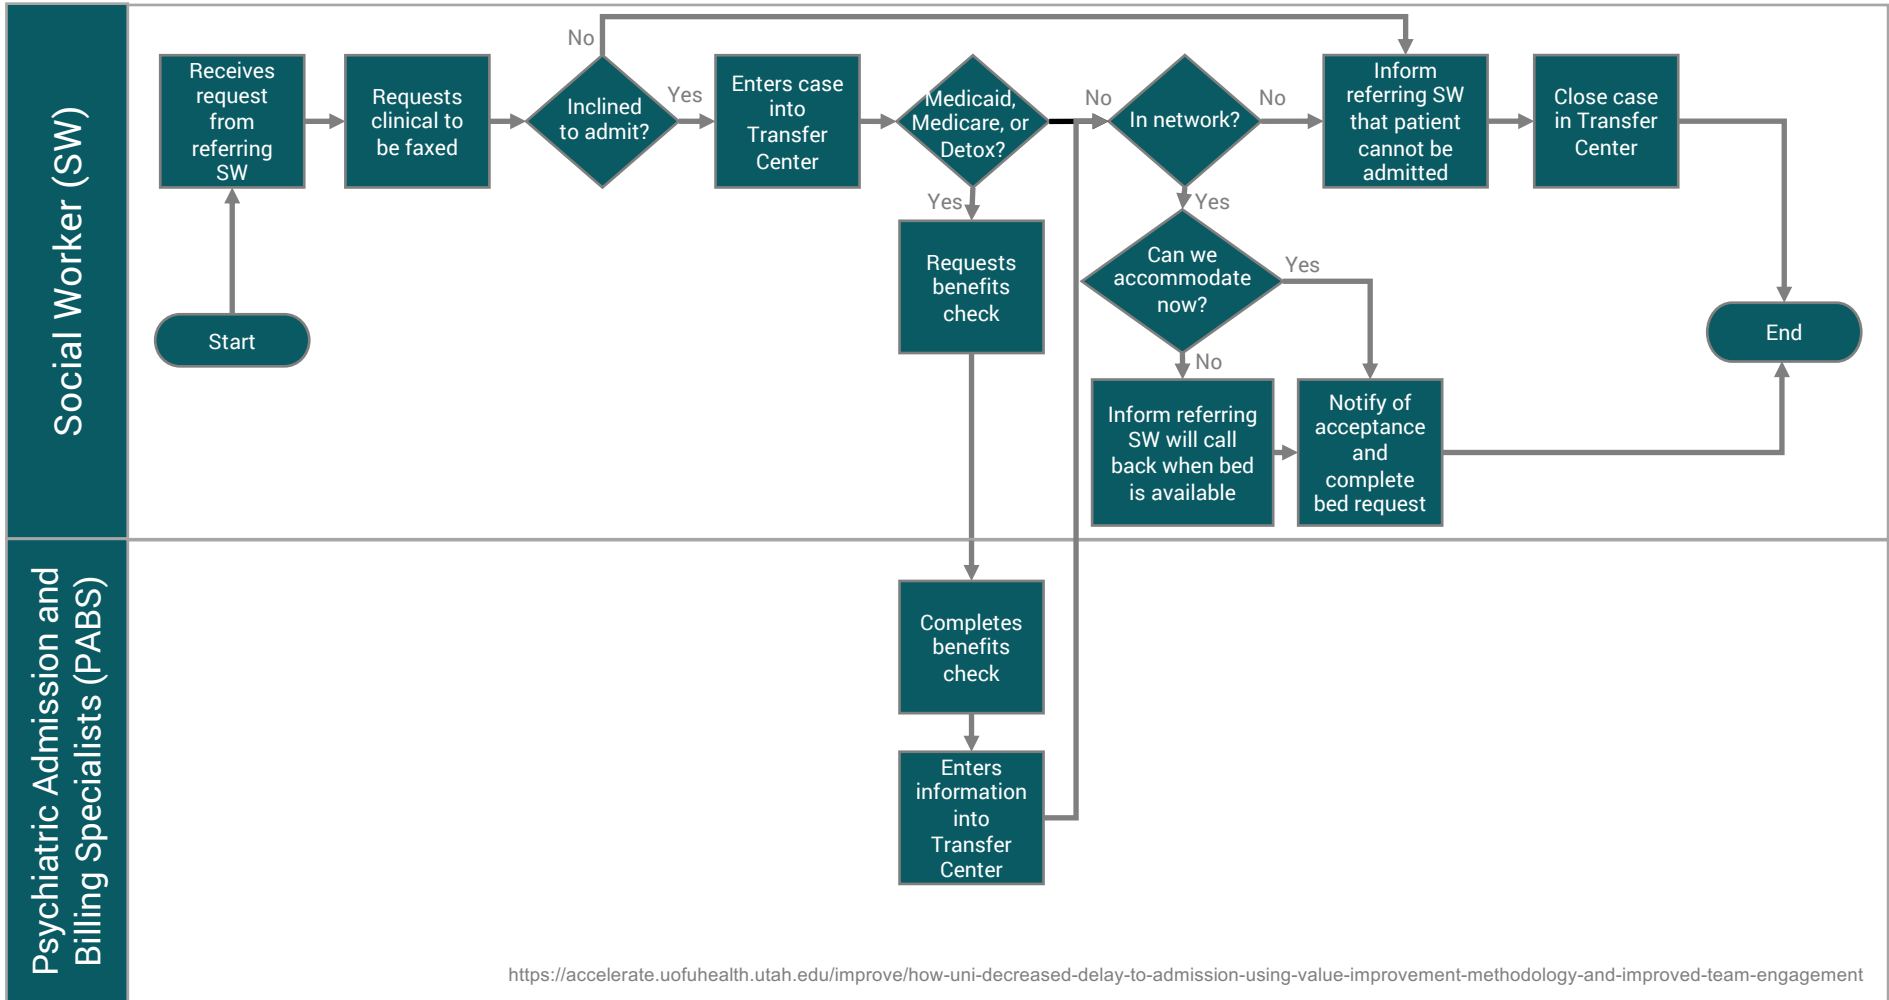 Social Worker (SW)
Start
Receives
request
from
referring
SW
Requests
clinical to
be faxed
Inclined
to admit?
No
Yes
Enters case
into
Transfer
Center
Medicaid,
Medicare, or
Detox?
No
Yes
Requests
benefits
check
In network?
No
Yes
Can we
accommodate
now?
Yes
No
Inform referring
SW will call
back when bed
is available
Notify of
acceptance
and
complete
bed request
Inform
referring SW
that patient
cannot be
admitted
Close case
in Transfer
Center
End
Psychiatric Admission and
Billing Specialists (PABS)
Completes
benefits
check
Enters
information
into
Transfer
Center
https://accelerate.uofuhealth.utah.edu/improve/how-uni-decreased-delay-to-admission-using-value-improvement-methodology-and-improved-team-engagement